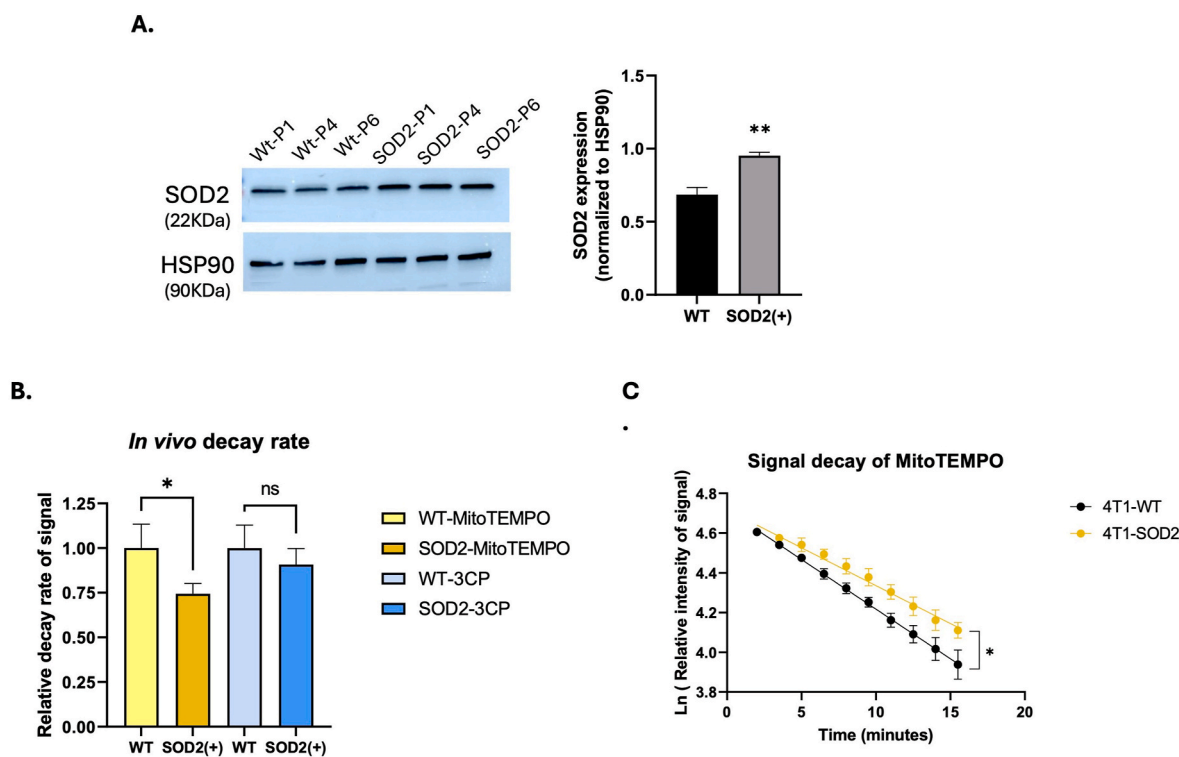 A.
Wt-P1
Wt-P4
Wt-P6
SOD2-P1
SOD2-P4
SOD2-P6
SOD2
(22KDa)
HSP90
(90KDa)
SOD2 expression
(normalized to HSP90)
1.5
1.0
0.5
0.0
**
WT
SOD2(+)
B.
In vivo decay rate
Relative decay rate of signal
1.25
1.00
0.75
0.50
0.25
0.00
*
ns
WT
SOD2(+)
WT
SOD2(+)
WT-MitoTEMPO
SOD2-MitoTEMPO
WT-3CP
SOD2-3CP
C
.
Signal decay of MitoTEMPO
Ln ( Relative intensity of signal)
4.8
4.6
4.4
4.2
4.0
3.8
0
5
10
15
20
Time (minutes)
*
4T1-WT
4T1-SOD2